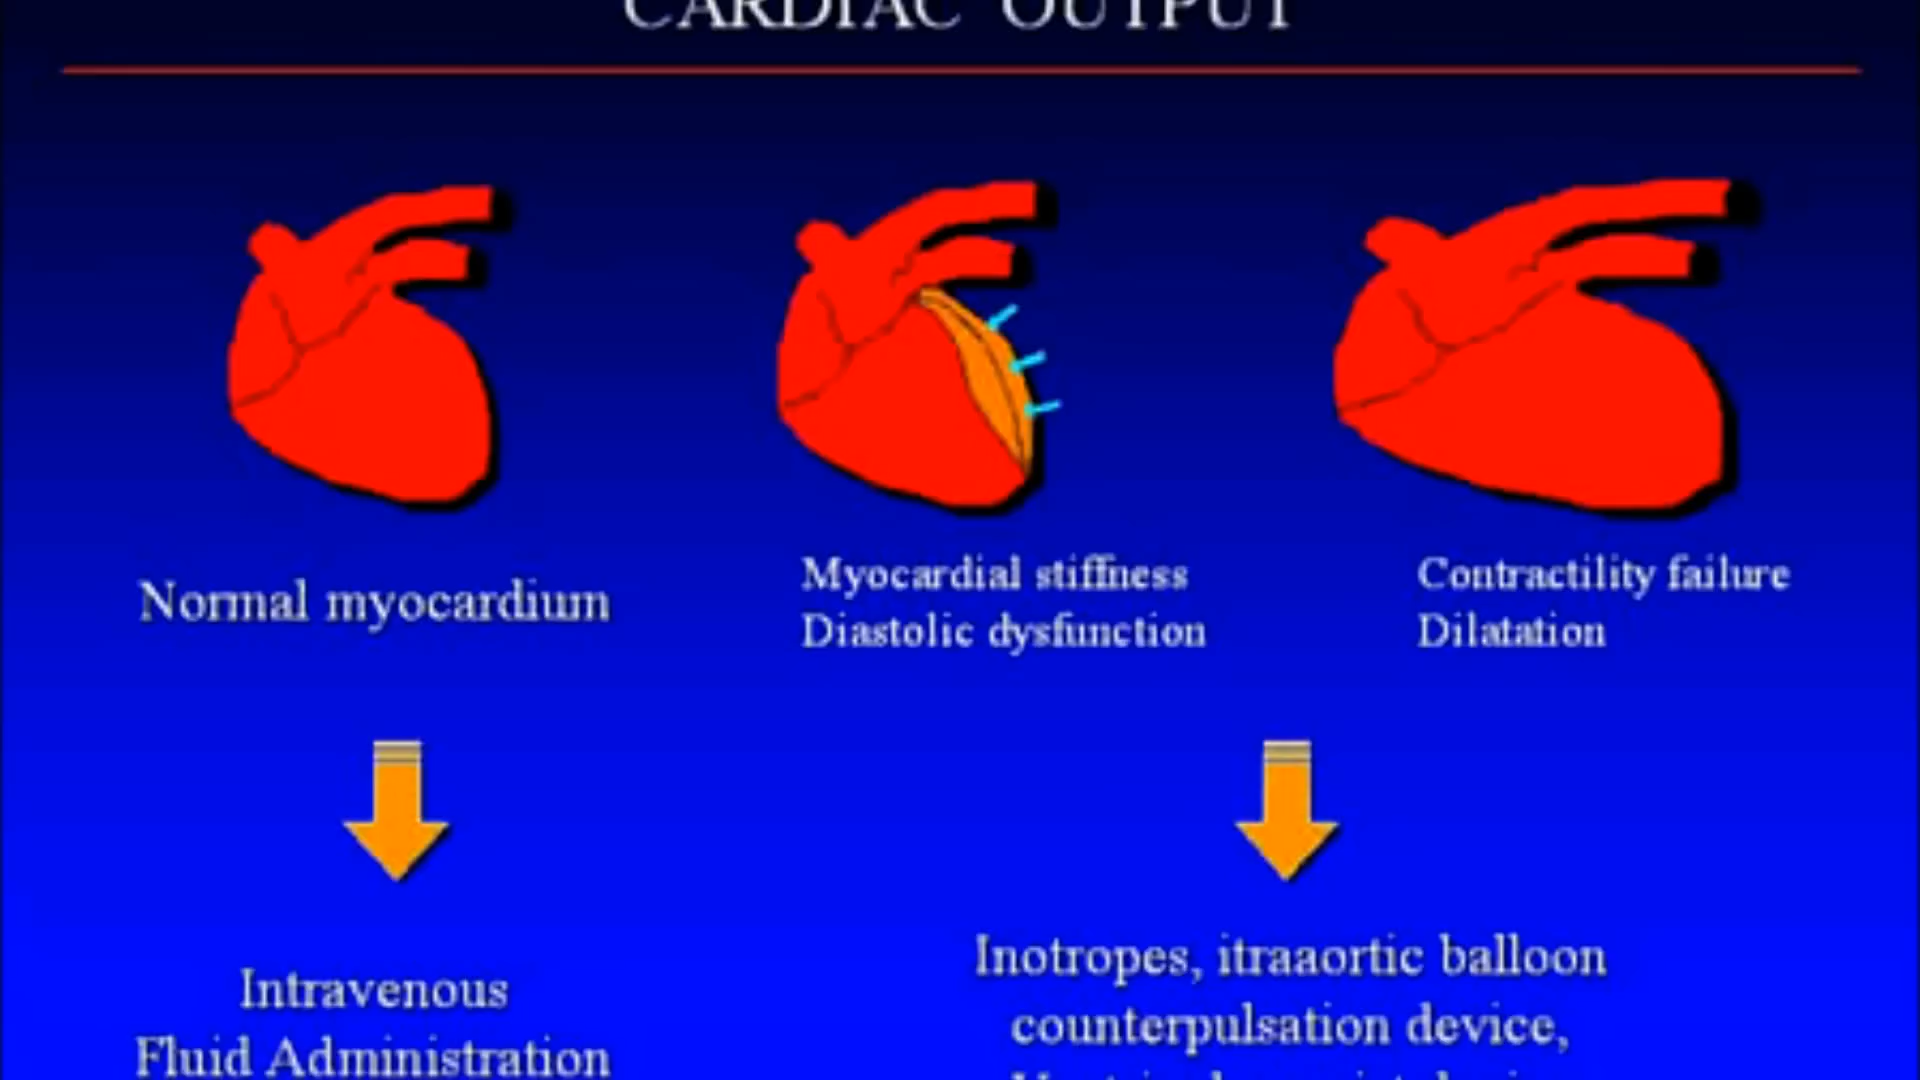 CARDIAC OUTPUT
Normal myocardium
Myocardial stiffness
Diastolic dysfunction
Contractility failure
Dilatation
Intravenous
Fluid Administration
Inotropes, itraaortic balloon
counterpulsation device,